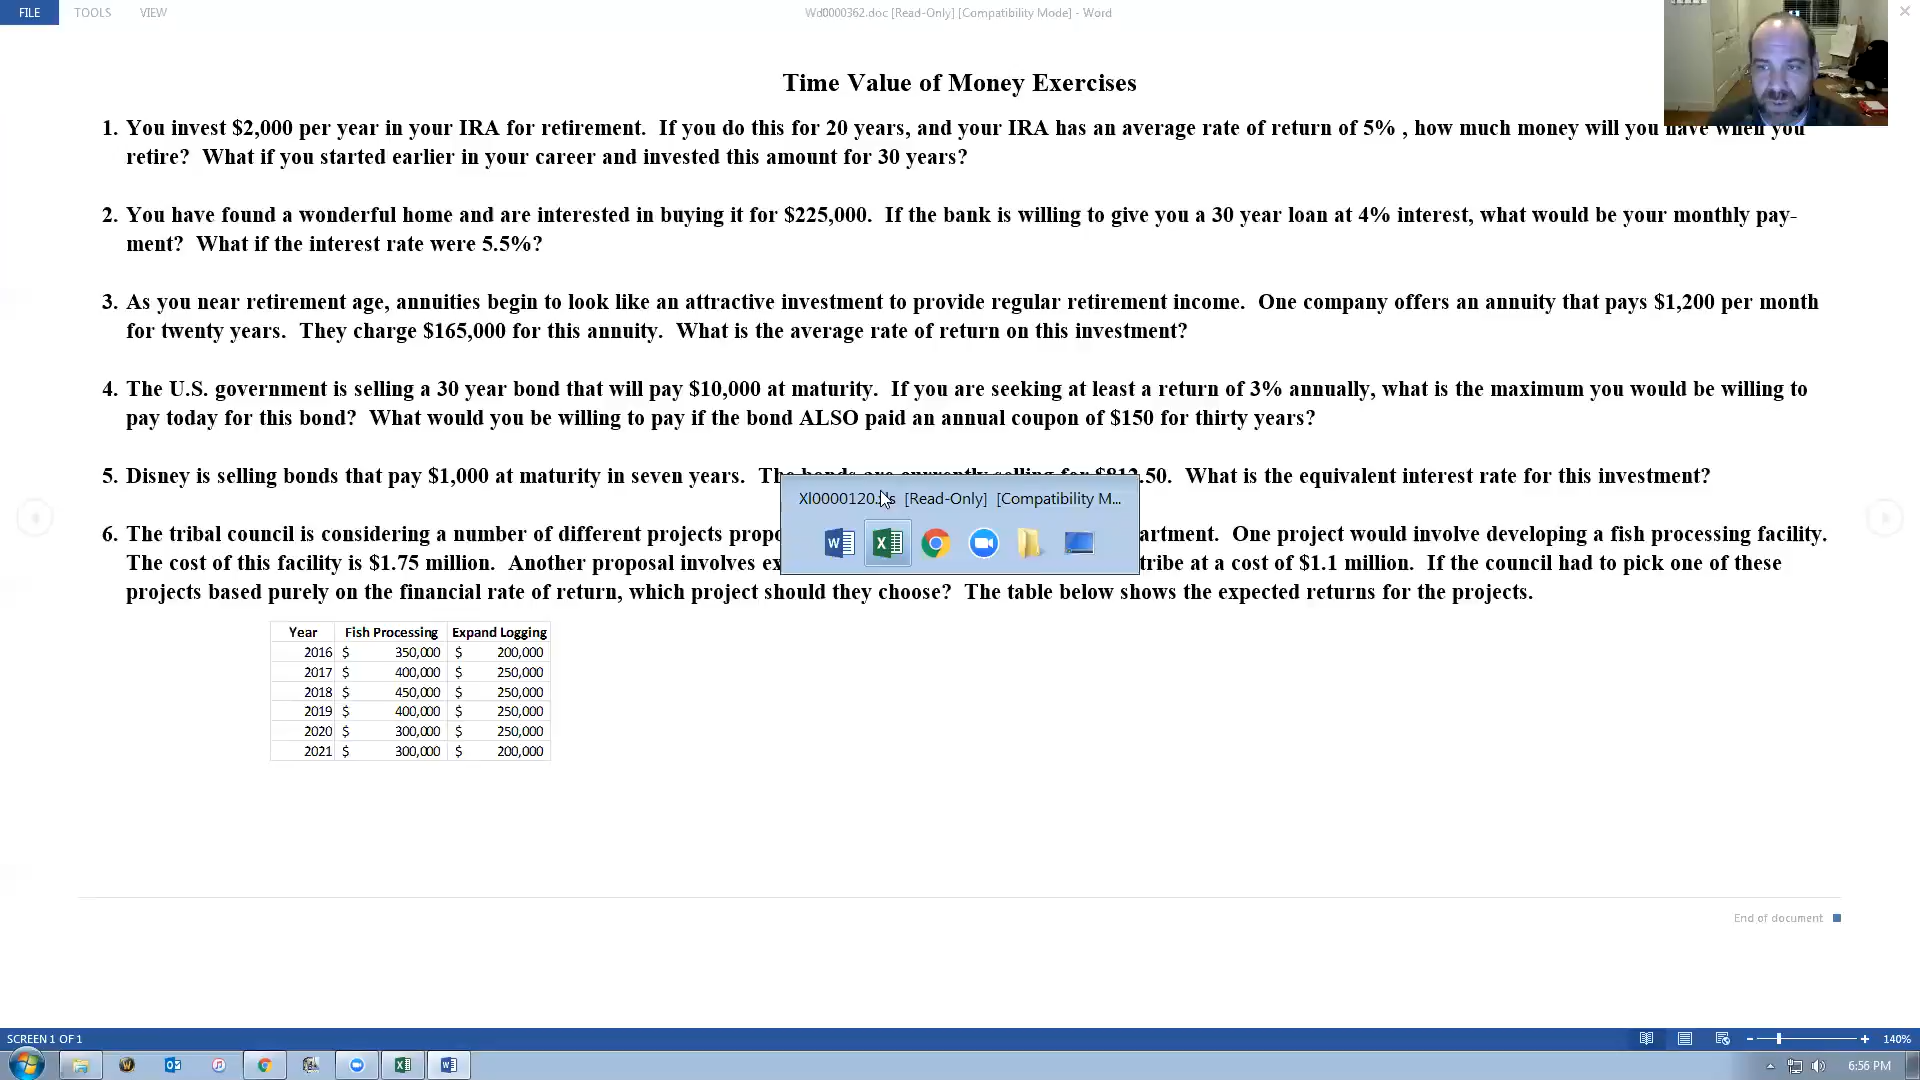 FILE TOOLS VIEW Wd0000362.doc [Read-Only] [Compatibility Mode] - Word
Time Value of Money Exercises
1. You invest $2,000 per year in your IRA for retirement. If you do this for 20 years, and your IRA has an average rate of return of 5% , how much money will you have when you
retire? What if you started earlier in your career and invested this amount for 30 years?
2. You have found a wonderful home and are interested in buying it for $225,000. If the bank is willing to give you a 30 year loan at 4% interest, what would be your monthly pay-
ment? What if the interest rate were 5.5%?
3. As you near retirement age, annuities begin to look like an attractive investment to provide regular retirement income. One company offers an annuity that pays $1,200 per month
for twenty years. They charge $165,000 for this annuity. What is the average rate of return on this investment?
4. The U.S. government is selling a 30 year bond that will pay $10,000 at maturity. If you are seeking at least a return of 3% annually, what is the maximum you would be willing to
pay today for this bond? What would you be willing to pay if the bond ALSO paid an annual coupon of $150 for thirty years?
5. Disney is selling bonds that pay $1,000 at maturity in seven years. The bonds are currently selling for $812.50. What is the equivalent interest rate for this investment?
[Read-Only] [Compatibility M...
6. The tribal council is considering a number of different projects One project would involve developing a fish processing facility.
The cost of this facility is $1.75 million. Another proposal involves tribe at a cost of $1.1 million. If the council had to pick one of these
projects based purely on the financial rate of return, which project should they choose? The table below shows the expected returns for the projects.
Year Fish Processing Expand Logging
2016 $ 350,000 $ 200,000
2017 $ 400,000 $ 250,000
2018 $ 450,000 $ 250,000
2019 $ 400,000 $ 250,000
2020 $ 300,000 $ 250,000
2021 $ 300,000 $ 200,000
End of document
SCREEN 1 OF 1 140%
6:56 PM